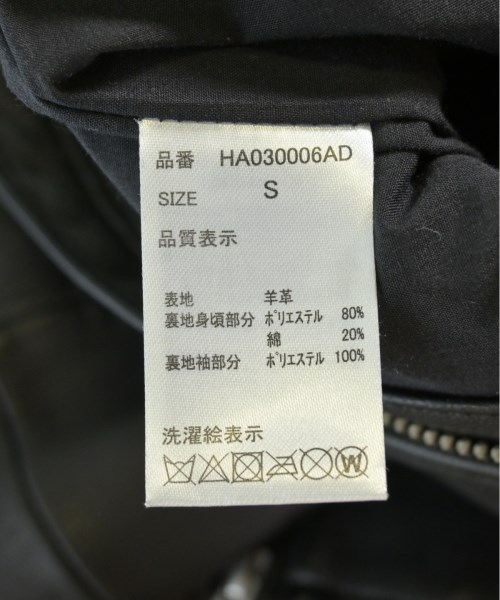 品番 HA030006AD
SIZE S
品質表示
表地 羊革
裏地身頃部分 ポリエステル 80%
綿 20%
裏地袖部分 ポリエステル 100%
洗濯絵表示
W